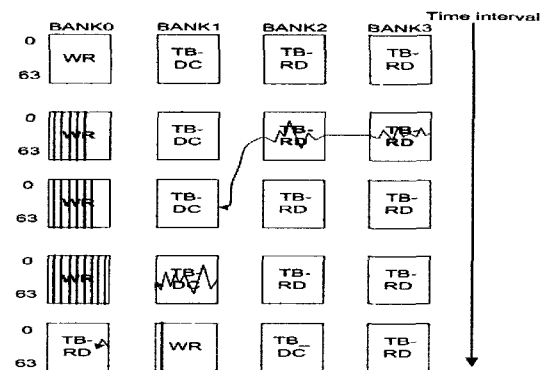 Time interval
BANK0 BANK1 BANK2 BANK3
0
WR TB- TB- TB-
DC RD RD
63
0
WR TB- TB- TB-
DC RD RD
63
0
WR TB- TB- TB-
DC RD RD
63
0
WR TB- TB- TB-
DC RD RD
63
0
TB- WR TB_ TB-
RD DC RD
63